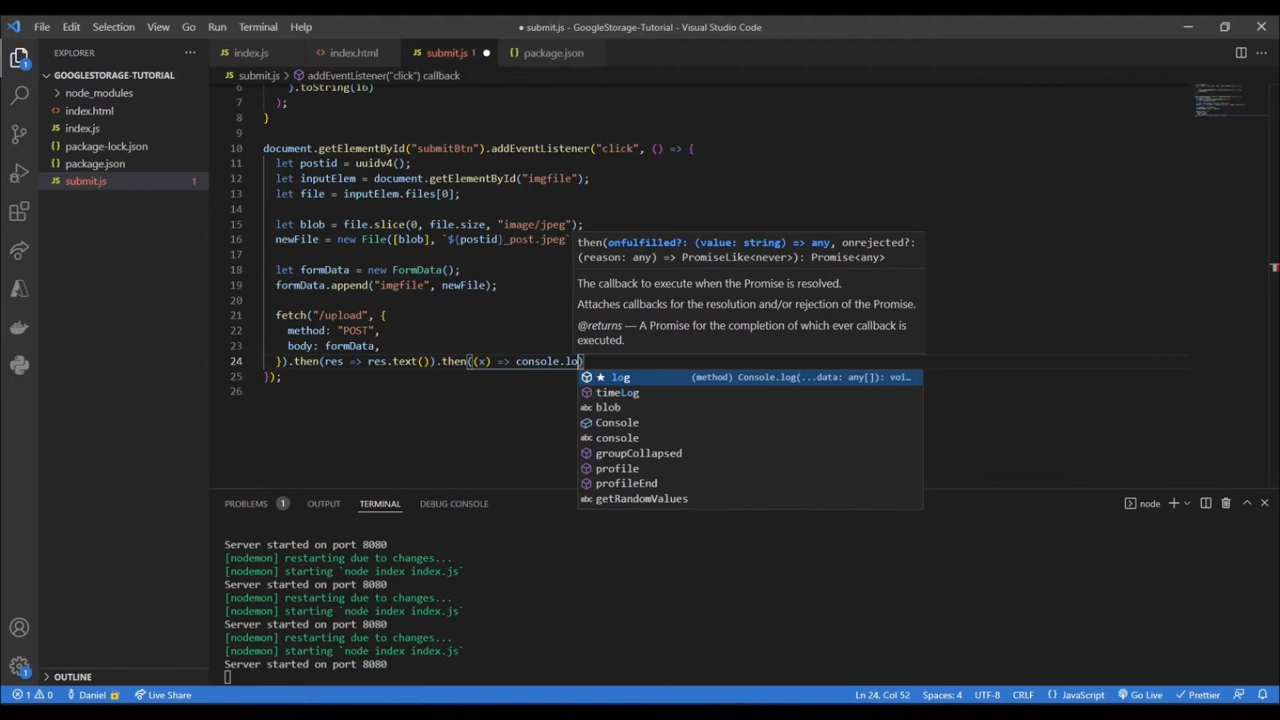 File Edit Selection View Go Run Terminal Help
● submit.js - GoogleStorage-Tutorial - Visual Studio Code
EXPLORER
JS index.js
<> index.html
JS submit.js 1 ●
JS package.json
GOOGLESTORAGE-TUTORIAL
node_modules
<> index.html
JS index.js
package-lock.json
package.json
JS submit.js 1
JS submit.js > addEventListener("click") callback
6 ).toString(16)
7 );
8 }
9
10 document.getElementById("submitBtn").addEventListener("click", () => {
11 let postid = uuidv4();
12 let inputElem = document.getElementById("imgfile");
13 let file = inputElem.files[0];
14
15 let blob = file.slice(0, file.size, "image/jpeg");
16 newFile = new File([blob], `${postid}_post.jpeg`
17
18 let formData = new FormData();
19 formData.append("imgfile", newFile);
20
21 fetch("/upload", {
22 method: "POST",
23 body: formData,
24 }).then(res => res.text()).then((x) => console.lo)
25 });
26
then(onfulfilled?: (value: string) => any, onrejected?:
(reason: any) => PromiseLike<never>): Promise<any>
The callback to execute when the Promise is resolved.
Attaches callbacks for the resolution and/or rejection of the Promise.
@returns — A Promise for the completion of which ever callback is
executed.
★ log (method) Console.log(...data: any[]): voi...
timeLog
abc blob
Console
abc console
groupCollapsed
profile
profileEnd
abc getRandomValues
PROBLEMS 1 OUTPUT TERMINAL DEBUG CONSOLE
node
Server started on port 8080
[nodemon] restarting due to changes...
[nodemon] starting `node index index.js`
Server started on port 8080
[nodemon] restarting due to changes...
[nodemon] starting `node index index.js`
Server started on port 8080
[nodemon] restarting due to changes...
[nodemon] starting `node index index.js`
Server started on port 8080
OUTLINE
1 0 Daniel Live Share
Ln 24, Col 52 Spaces: 4 UTF-8 CRLF {} JavaScript Go Live Prettier